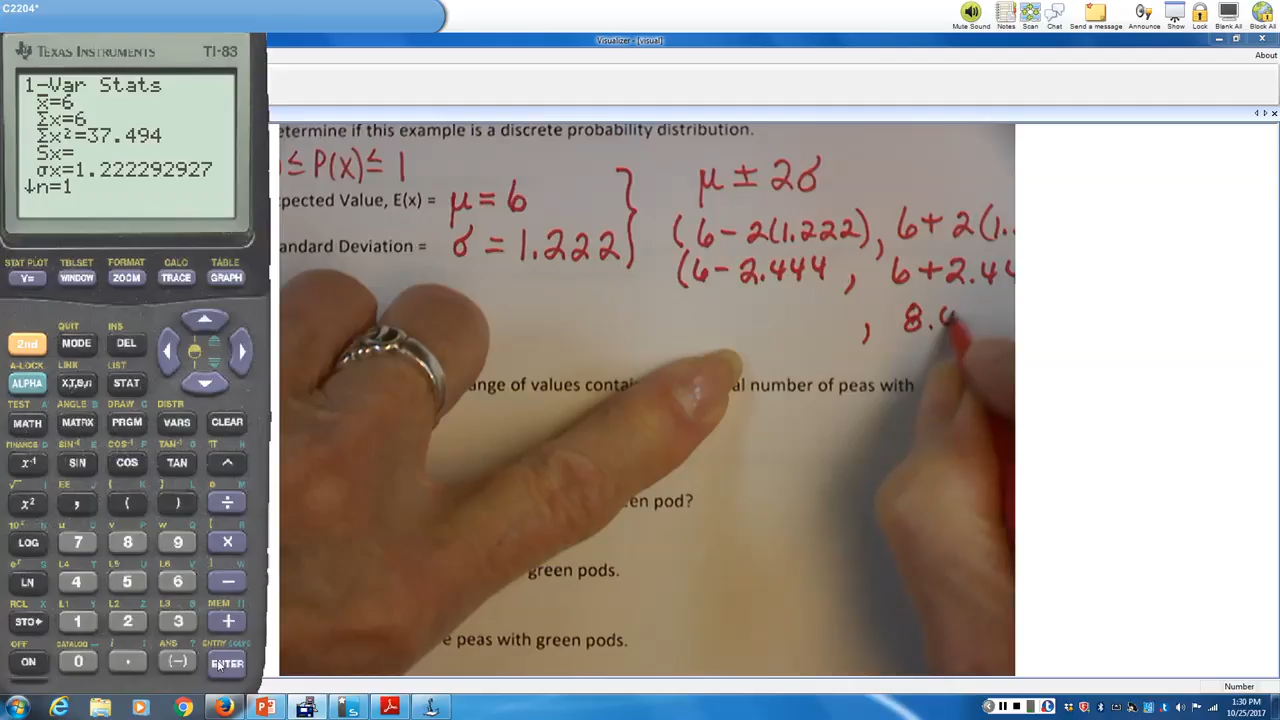 C2204*
Mute Sound Notes Scan Chat Send a message Announce Show Lock Blank All Block All
Visualizer - [visual]
About
TEXAS INSTRUMENTS TI-83
1-Var Stats
x̄=6
Σx=6
Σx²=37.494
Sx=
σx=1.222292927
↓n=1
STAT PLOT TBLSET FORMAT CALC TABLE
Y= WINDOW ZOOM TRACE GRAPH
QUIT INS
2nd MODE DEL
A-LOCK LINK LIST
ALPHA X,T,θ,n STAT
TEST A ANGLE B DRAW C DISTR
MATH MATRX PRGM VARS CLEAR
x⁻¹ SIN COS TAN ^
x² , ( ) ÷
LOG 7 8 9 ×
LN 4 5 6 −
RCL X L1 Y L2 Z L3 θ MEM "
STO▸ 1 2 3 +
OFF CATALOG i : ANS ? ENTRY SOLVE
ON 0 . (−) ENTER
etermine if this example is a discrete probability distribution.
≤ P(x) ≤ 1
μ ± 2σ
pected Value, E(x) = μ = 6
(6 − 2(1.222), 6 + 2(1.
andard Deviation = σ = 1.222
(6 − 2.444 , 6 + 2.44
, 8.
ange of values contai al number of peas with
en pod?
green pods.
e peas with green pods.
Number
1:30 PM
10/25/2017